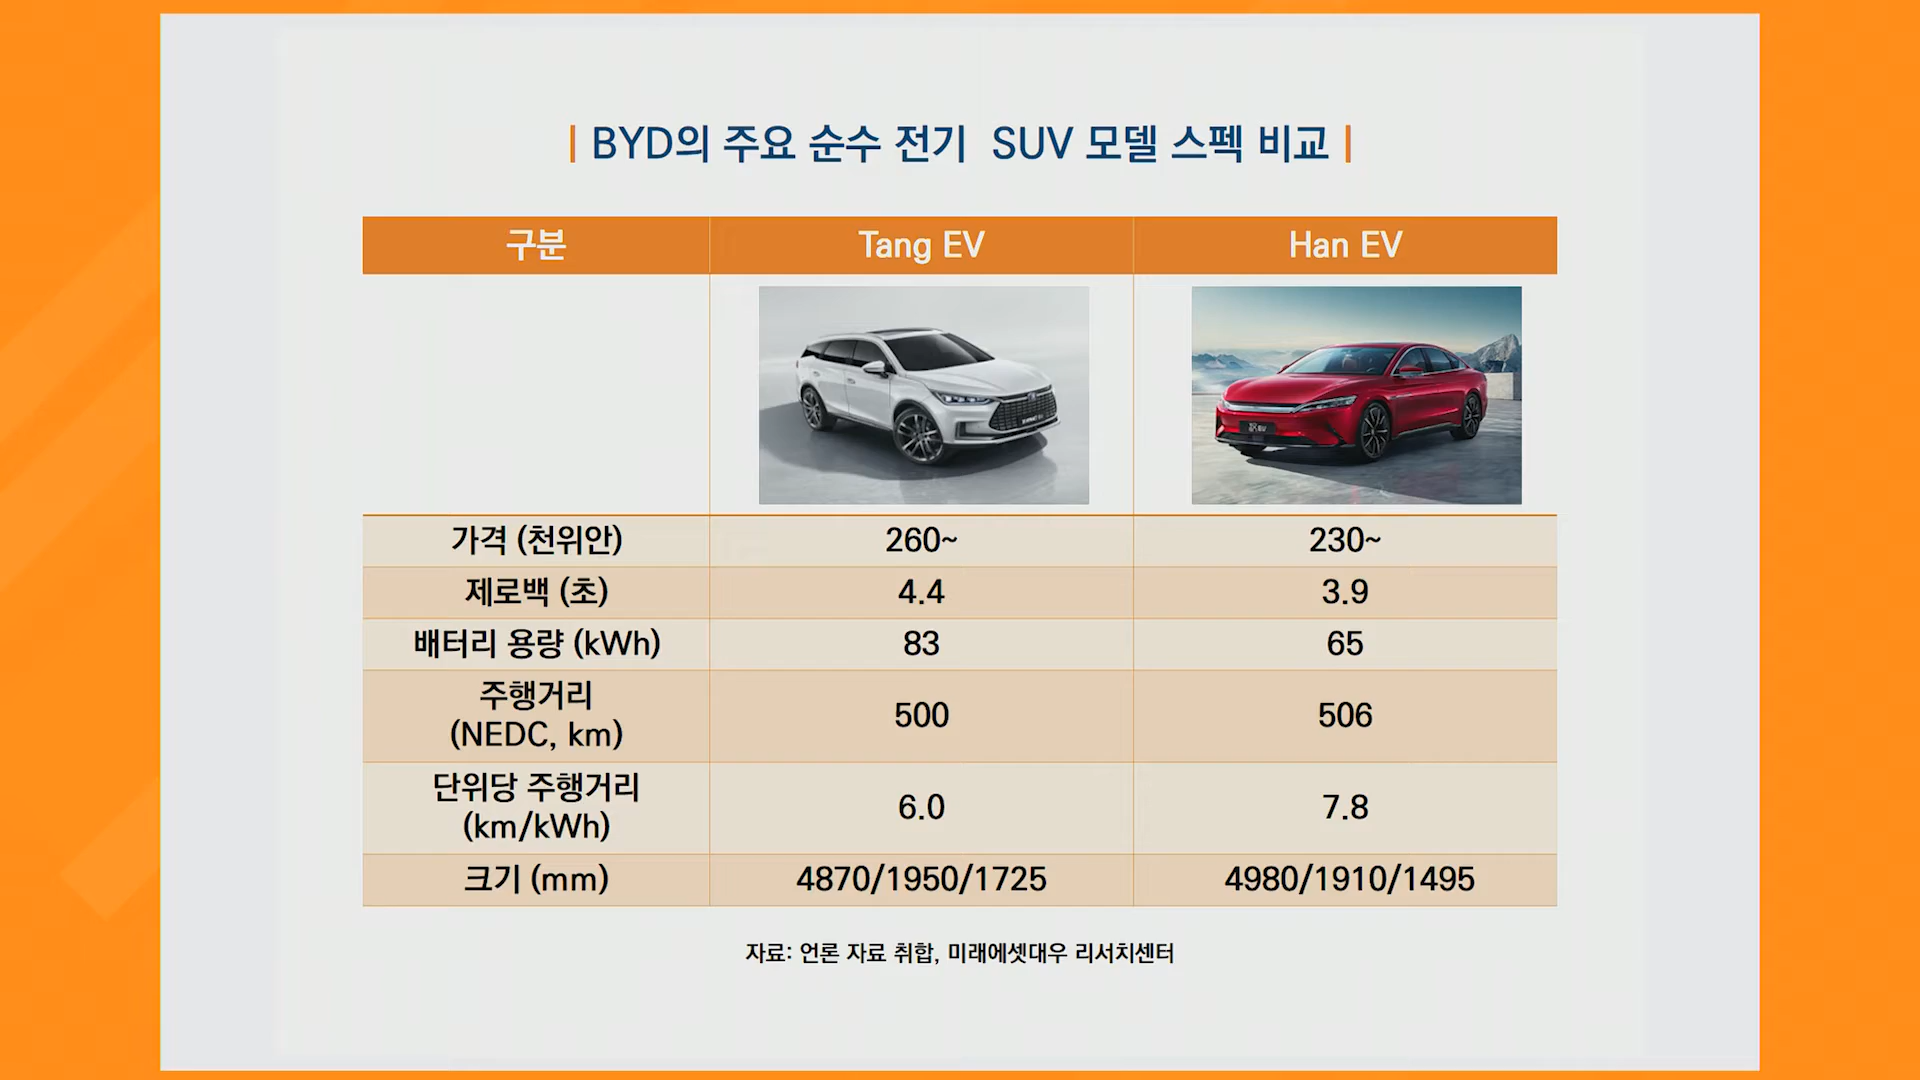 BYD의 주요 순수 전기 SUV 모델 스펙 비교
구분 Tang EV Han EV
가격 (천위안) 260~ 230~
제로백 (초) 4.4 3.9
배터리 용량 (kWh) 83 65
주행거리
(NEDC, km) 500 506
단위당 주행거리
(km/kWh) 6.0 7.8
크기 (mm) 4870/1950/1725 4980/1910/1495
자료: 언론 자료 취합, 미래에셋대우 리서치센터